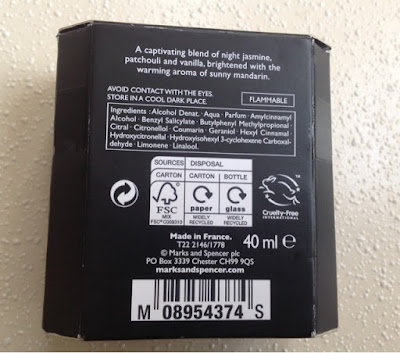 A captivating blend of night jasmine,
patchouli and vanilla, brightened with the
warming aroma of sunny mandarin.
AVOID CONTACT WITH THE EYES.
STORE IN A COOL DARK PLACE.
FLAMMABLE
Ingredients : Alcohol Denat. · Aqua · Parfum · Amylcinnamyl
Alcohol · Benzyl Salicylate · Butylphenyl Methylpropional ·
Citral · Citronellol · Coumarin · Geraniol · Hexyl Cinnamal ·
Hydroxycitronellal · Hydroxyisohexyl 3-cyclohexene Carboxal-
dehyde · Limonene · Linalool.
SOURCES DISPOSAL
CARTON CARTON BOTTLE
FSC paper glass
MIX WIDELY RECYCLED WIDELY RECYCLED
Cruelty-Free
INTERNATIONAL
TM
Made in France.
T22 2146/1778
© Marks and Spencer plc
PO Box 3339 Chester CH99 9QS
marksandspencer.com
40 ml e
M 08954374 S